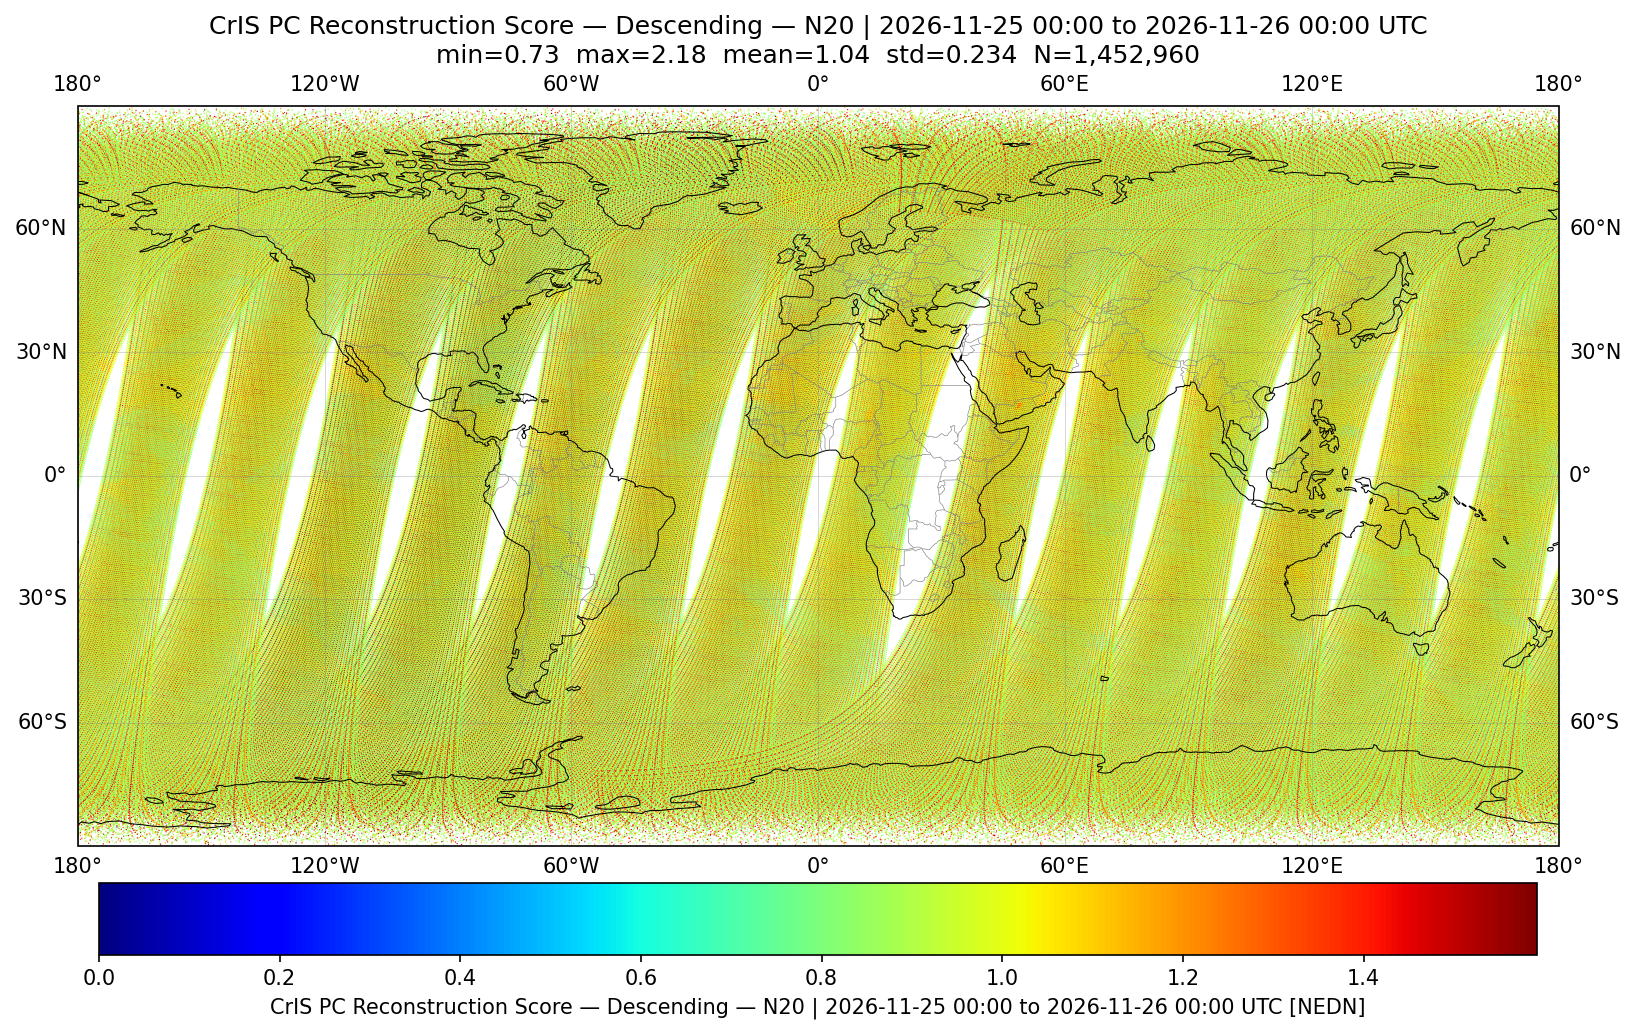 CrIS PC Reconstruction Score — Descending — N20 | 2026-11-25 00:00 to 2026-11-26 00:00 UTC
min=0.73 max=2.18 mean=1.04 std=0.234 N=1,452,960
180° 120°W 60°W 0° 60°E 120°E 180°
60°N 60°N
30°N 30°N
0° 0°
30°S 30°S
60°S 60°S
180° 120°W 60°W 0° 60°E 120°E 180°
0.0 0.2 0.4 0.6 0.8 1.0 1.2 1.4
CrIS PC Reconstruction Score — Descending — N20 | 2026-11-25 00:00 to 2026-11-26 00:00 UTC [NEDN]